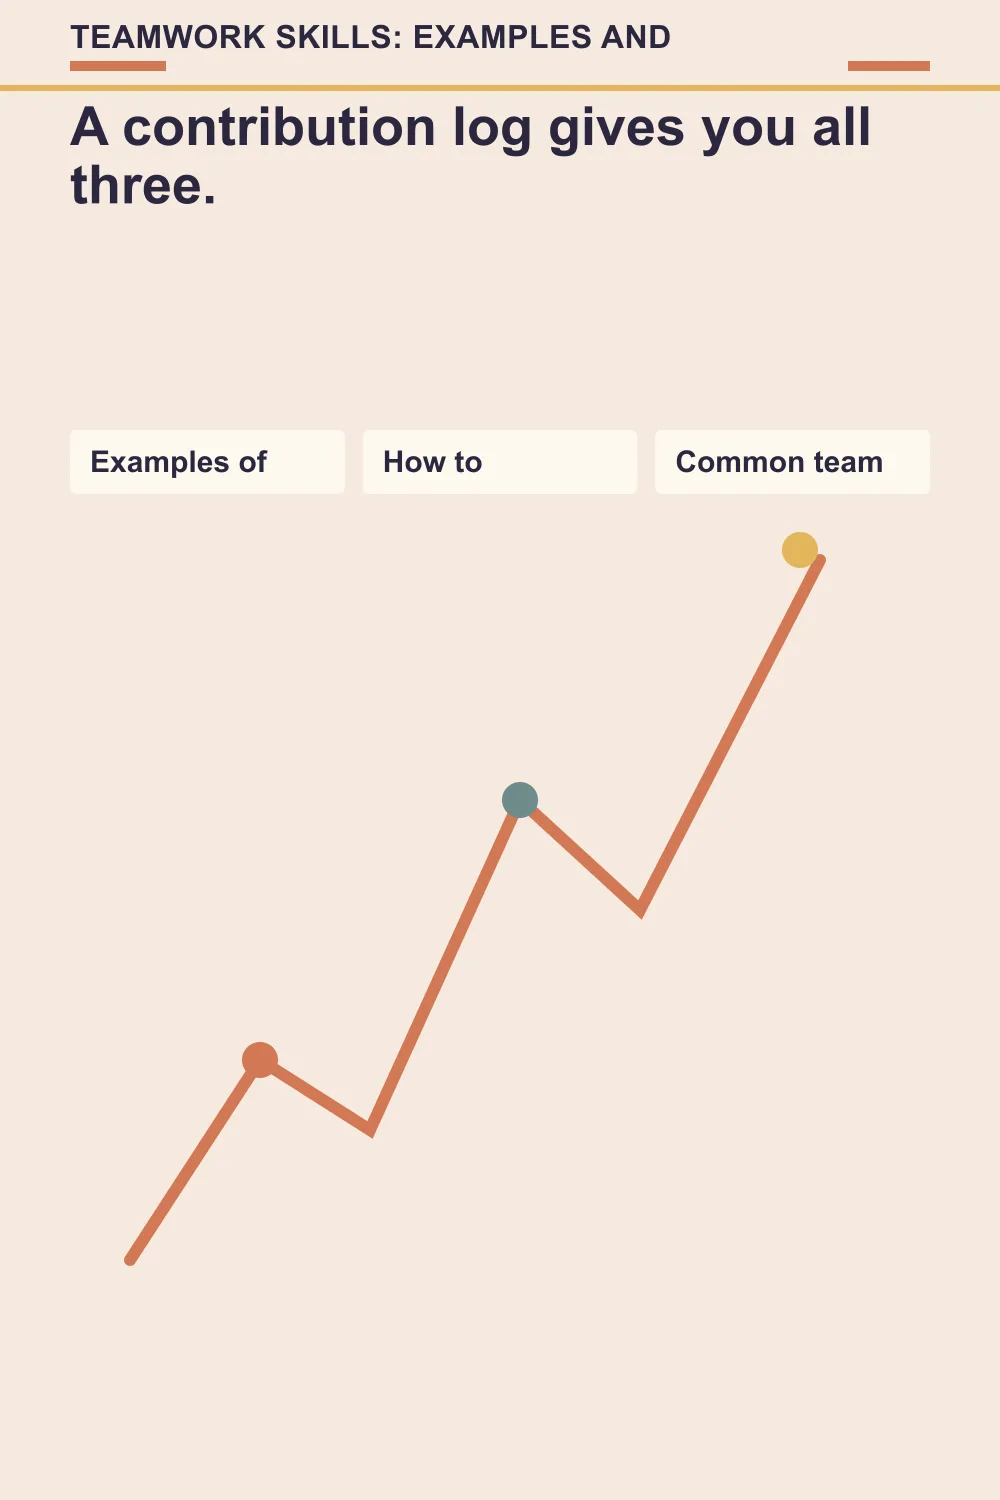 TEAMWORK SKILLS: EXAMPLES AND
A contribution log gives you all
three.
Examples of
How to
Common team